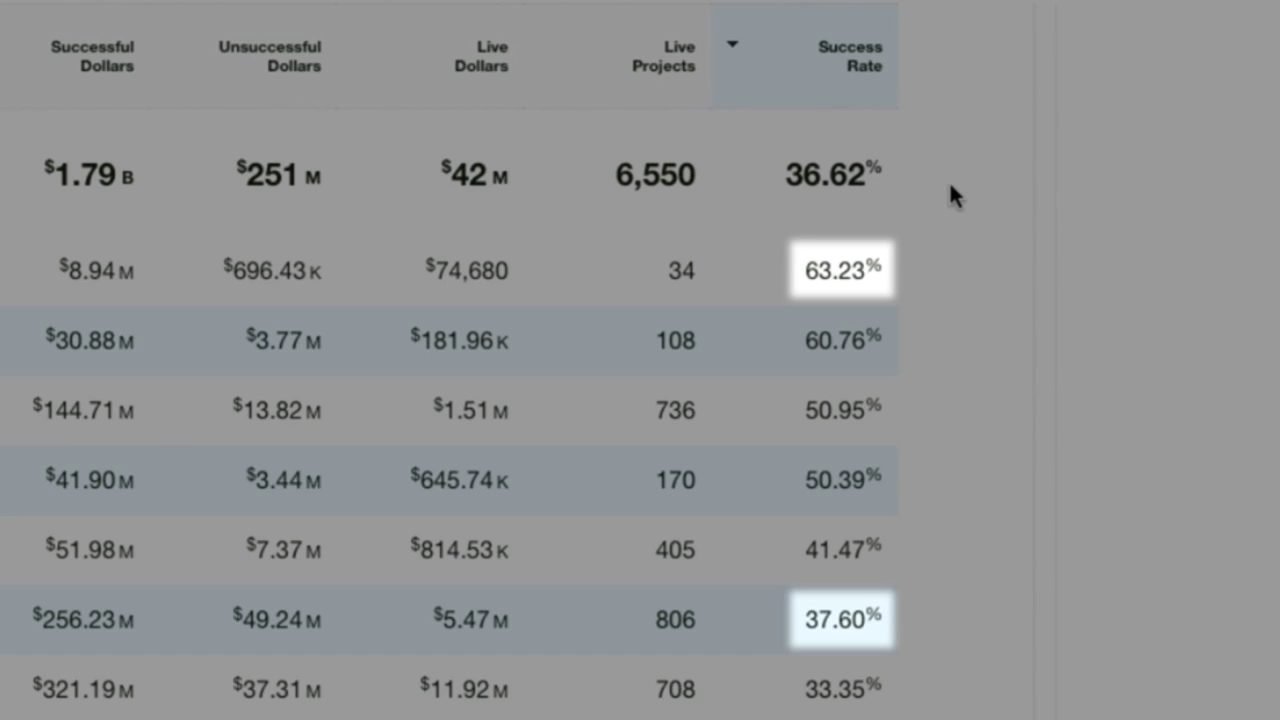 Successful Dollars Unsuccessful Dollars Live Dollars Live Projects Success Rate
$1.79 B $251 M $42 M 6,550 36.62%
$8.94 M $696.43 K $74,680 34 63.23%
$30.88 M $3.77 M $181.96 K 108 60.76%
$144.71 M $13.82 M $1.51 M 736 50.95%
$41.90 M $3.44 M $645.74 K 170 50.39%
$51.98 M $7.37 M $814.53 K 405 41.47%
$256.23 M $49.24 M $5.47 M 806 37.60%
$321.19 M $37.31 M $11.92 M 708 33.35%